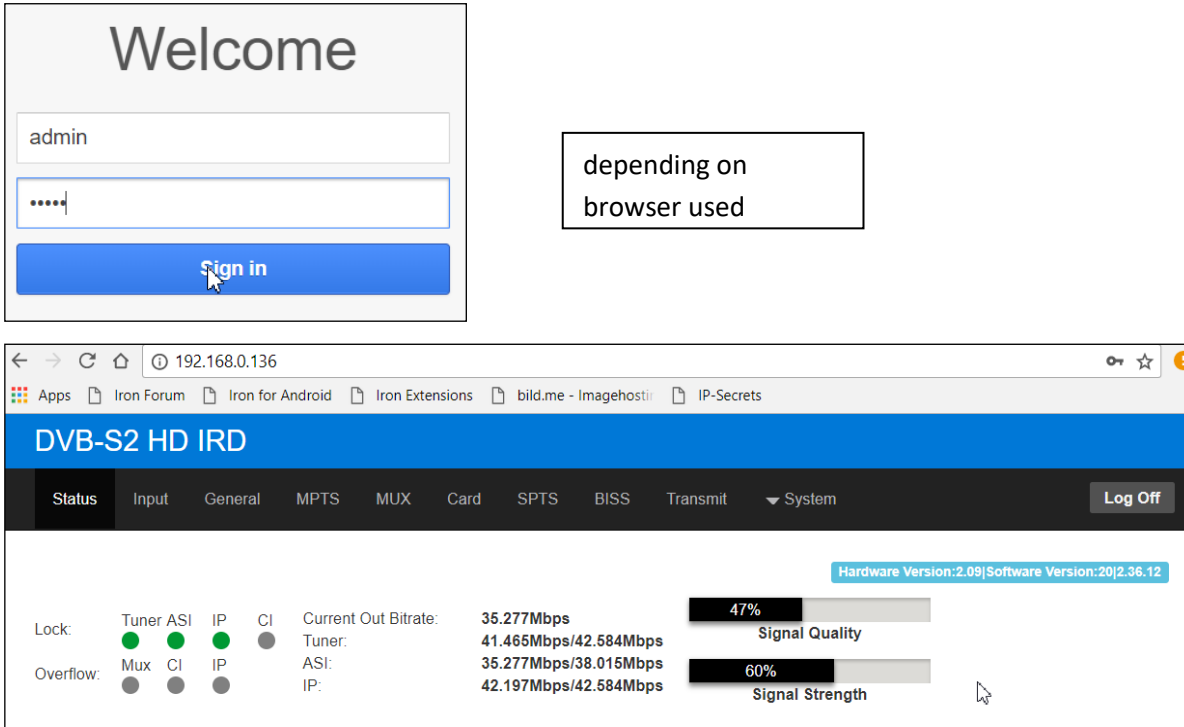 Welcome
admin
•••••
Sign in
depending on
browser used
192.168.0.136
Apps Iron Forum Iron for Android Iron Extensions bild.me - Imagehostin IP-Secrets
DVB-S2 HD IRD
Status Input General MPTS MUX Card SPTS BISS Transmit System Log Off
Hardware Version:2.09|Software Version:20|2.36.12
Lock: Tuner ASI IP CI
Overflow: Mux CI IP
Current Out Bitrate: 35.277Mbps
Tuner: 41.465Mbps/42.584Mbps
ASI: 35.277Mbps/38.015Mbps
IP: 42.197Mbps/42.584Mbps
47%
Signal Quality
60%
Signal Strength